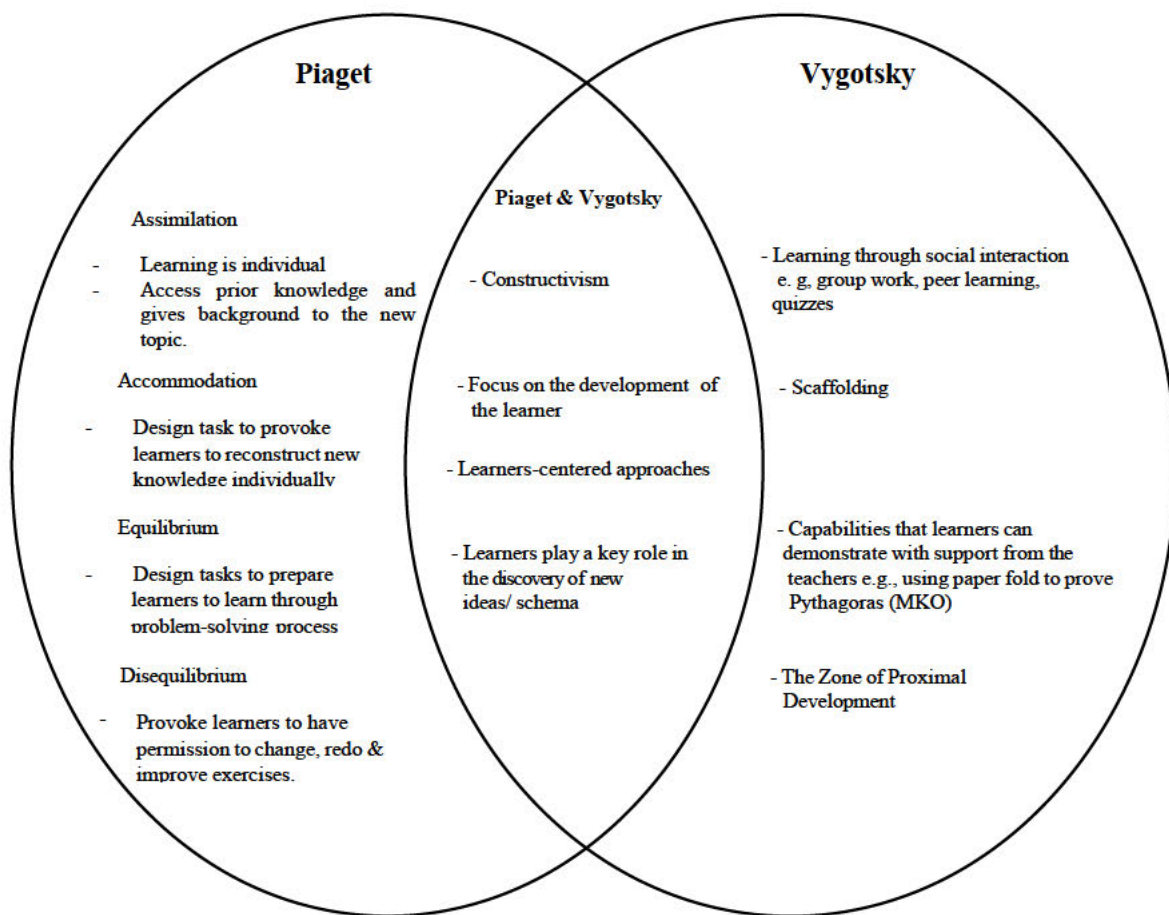 Piaget
Assimilation
- Learning is individual
- Access prior knowledge and
gives background to the new
topic.
Accommodation
- Design task to provoke
learners to reconstruct new
knowledge individually
Equilibrium
- Design tasks to prepare
learners to learn through
problem-solving process
Disequilibrium
- Provoke learners to have
permission to change, redo &
improve exercises.
Piaget & Vygotsky
- Constructivism
- Focus on the development of
the learner
- Learners-centered approaches
- Learners play a key role in
the discovery of new
ideas/ schema
Vygotsky
- Learning through social interaction
e. g, group work, peer learning,
quizzes
- Scaffolding
- Capabilities that learners can
demonstrate with support from the
teachers e.g., using paper fold to prove
Pythagoras (MKO)
- The Zone of Proximal
Development